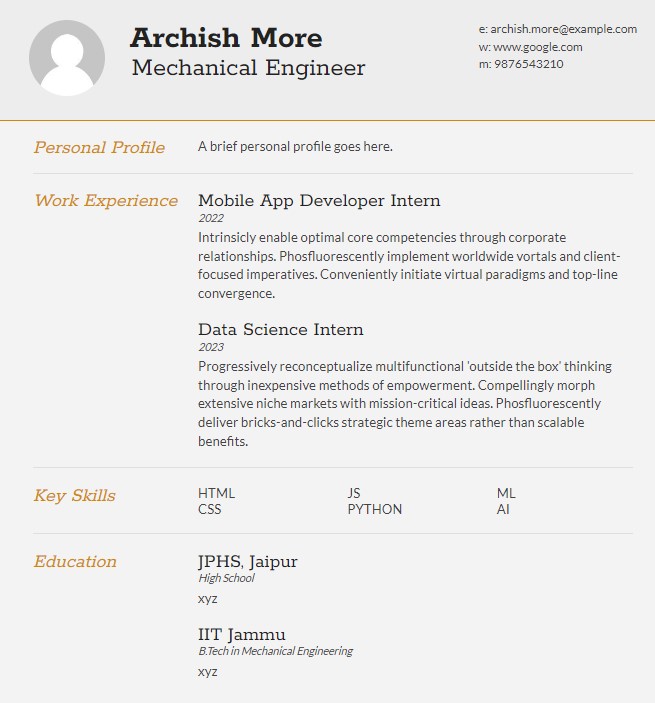 Archish More
Mechanical Engineer
e: archish.more@example.com
w: www.google.com
m: 9876543210
Personal Profile
A brief personal profile goes here.
Work Experience
Mobile App Developer Intern
2022
Intrinsicly enable optimal core competencies through corporate
relationships. Phosfluorescently implement worldwide vortals and client-
focused imperatives. Conveniently initiate virtual paradigms and top-line
convergence.
Data Science Intern
2023
Progressively reconceptualize multifunctional 'outside the box' thinking
through inexpensive methods of empowerment. Compellingly morph
extensive niche markets with mission-critical ideas. Phosfluorescently
deliver bricks-and-clicks strategic theme areas rather than scalable
benefits.
Key Skills
HTML JS ML
CSS PYTHON AI
Education
JPHS, Jaipur
High School
xyz
IIT Jammu
B.Tech in Mechanical Engineering
xyz